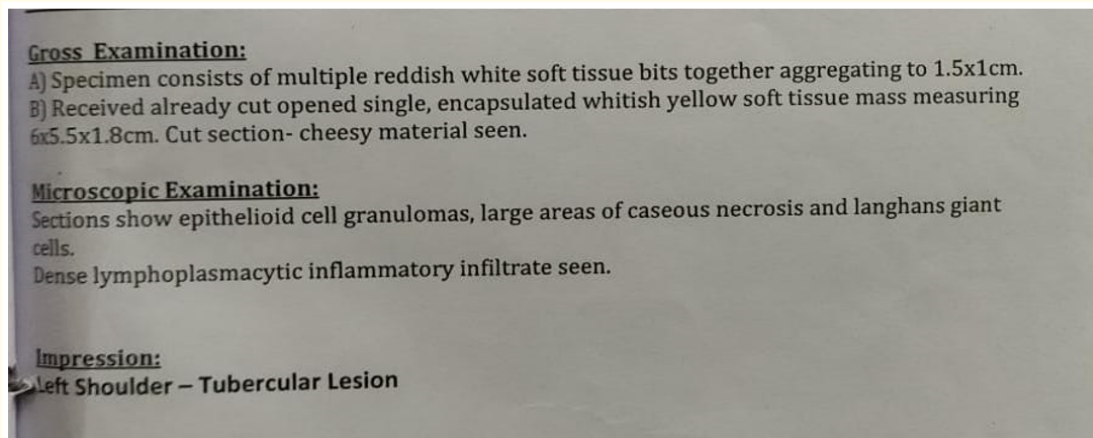 Gross Examination:
A) Specimen consists of multiple reddish white soft tissue bits together aggregating to 1.5x1cm.
B) Received already cut opened single, encapsulated whitish yellow soft tissue mass measuring
6x5.5x1.8cm. Cut section- cheesy material seen.
Microscopic Examination:
Sections show epithelioid cell granulomas, large areas of caseous necrosis and langhans giant
cells.
Dense lymphoplasmacytic inflammatory infiltrate seen.
Impression:
Left Shoulder – Tubercular Lesion